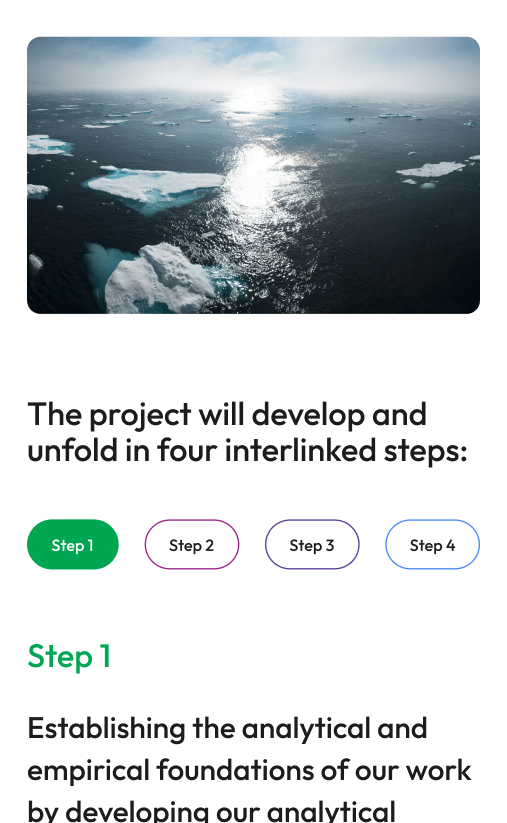 The project will develop and
unfold in four interlinked steps:
Step 1
Step 2
Step 3
Step 4
Step 1
Establishing the analytical and
empirical foundations of our work
by developing our analytical